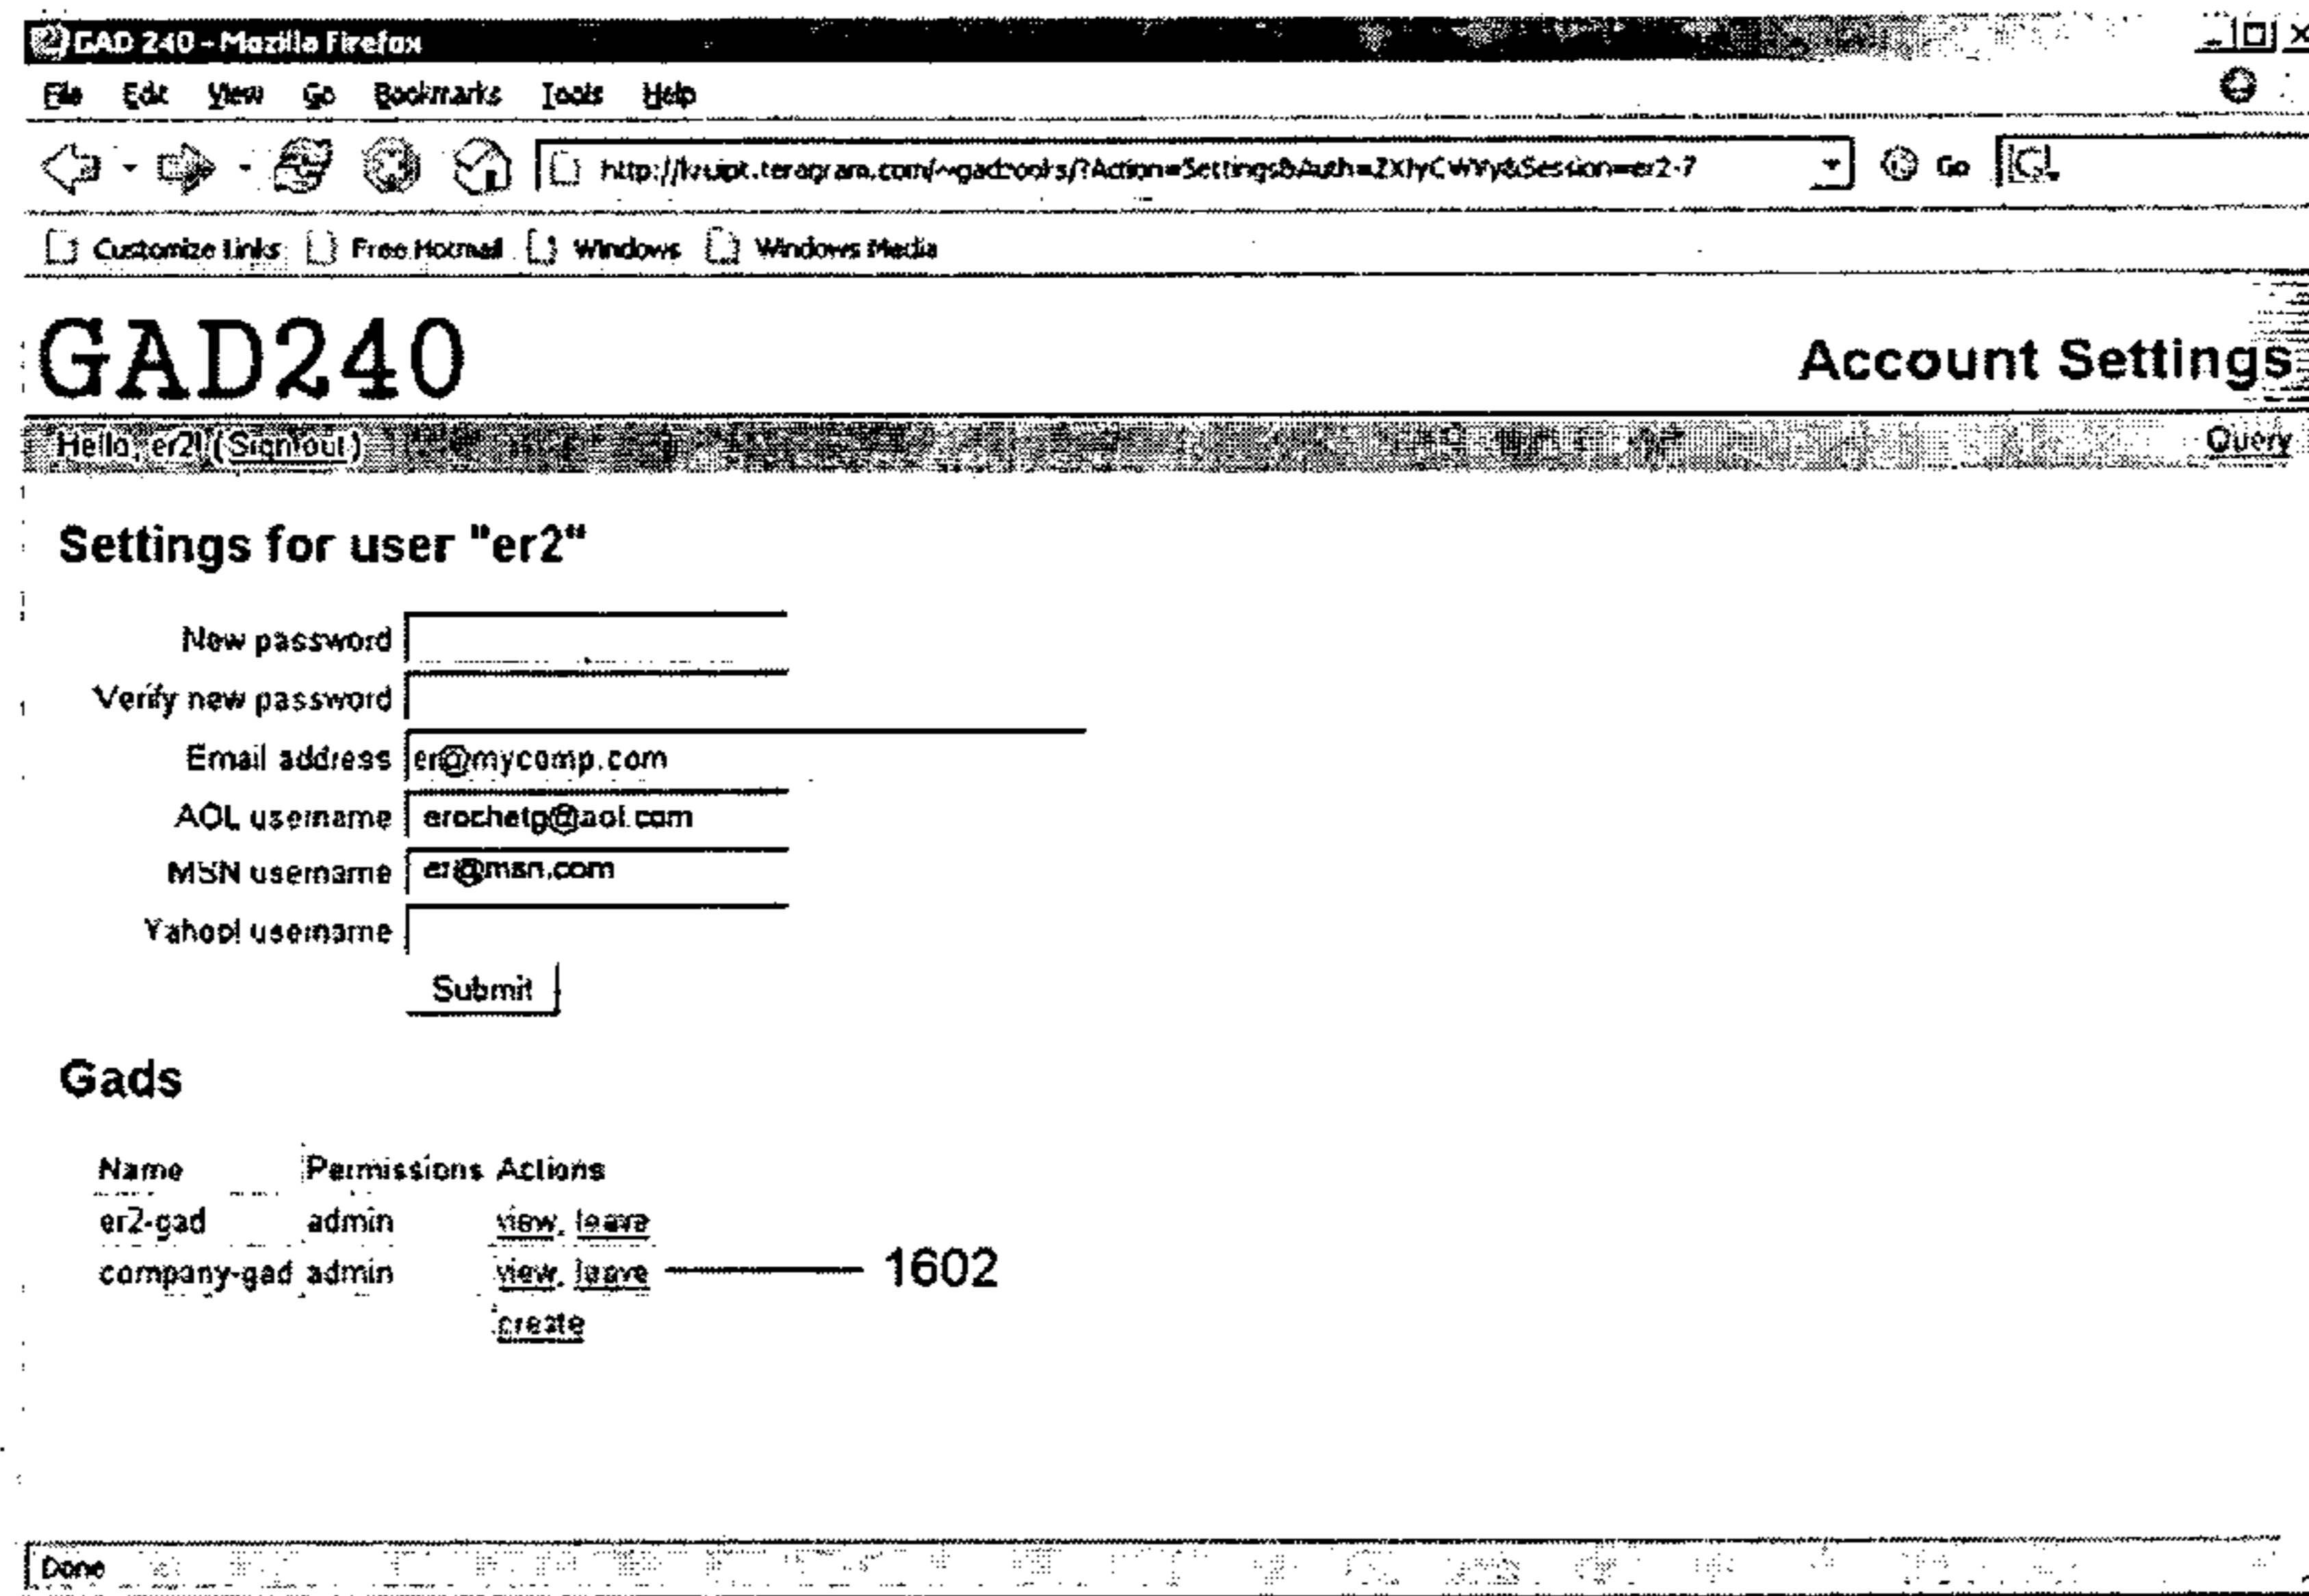 GAD 240 - Mozilla Firefox
File Edit View Go Bookmarks Tools Help
Go
Customize Links Free Hotmail Windows Windows Media
GAD240 Account Settings
Hello, er2! (Sign out) Query
Settings for user "er2"
New password
Verify new password
Email address er@mycomp.com
AOL username erochetg@aol.com
MSN username er@msn.com
Yahoo! username
Submit
Gads
Name Permissions Actions
er2-gad admin view, leave
company-gad admin view, leave 1602
create
Done